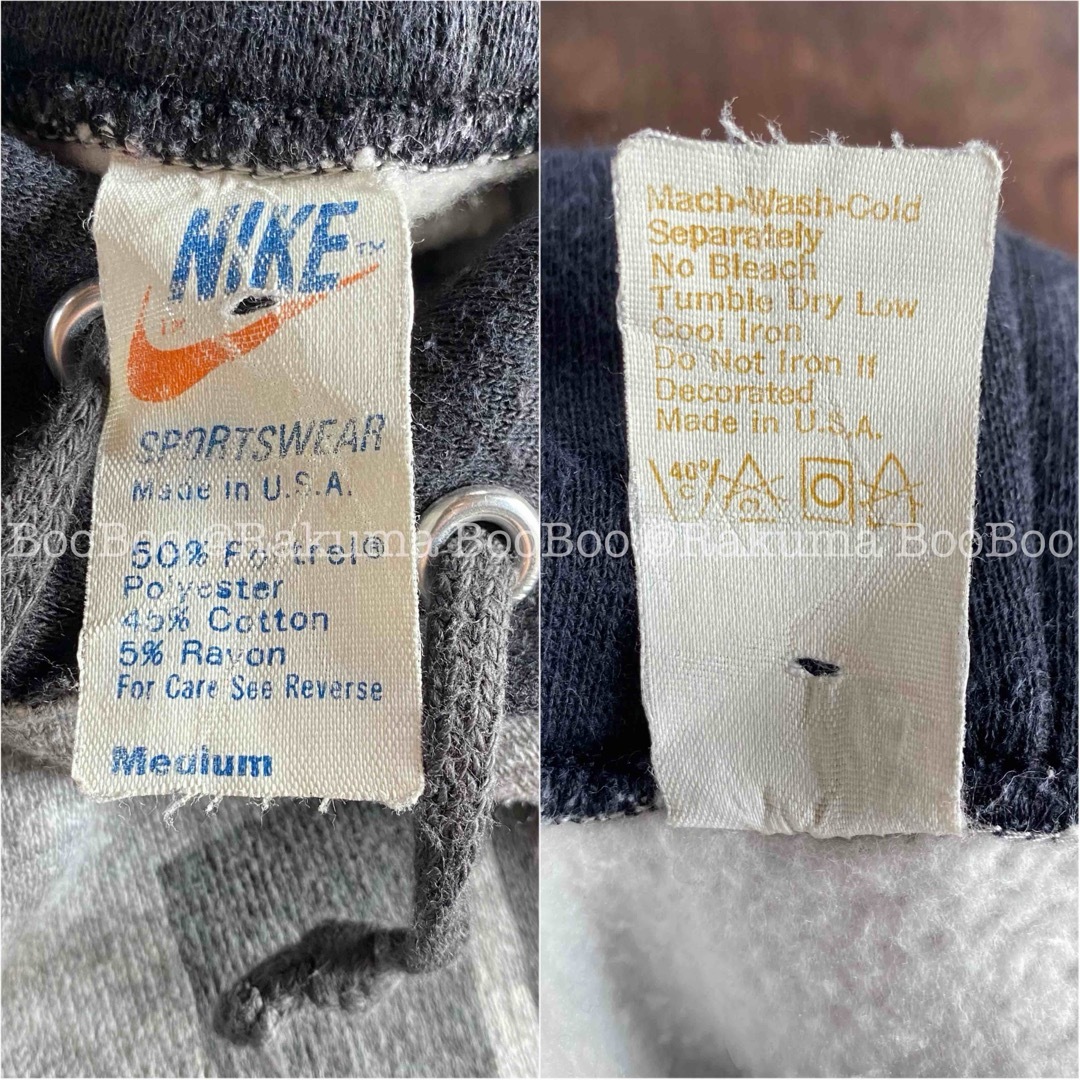 NIKE™
TM
SPORTSWEAR
Made in U.S.A.
50% Fortrel®
Polyester
45% Cotton
5% Rayon
For Care See Reverse
Medium
Mach-Wash-Cold
Separately
No Bleach
Tumble Dry Low
Cool Iron
Do Not Iron If
Decorated
Made in U.S.A.
40°
C
BooBoo@Rakuma BooBoo@Rakuma BooBoo